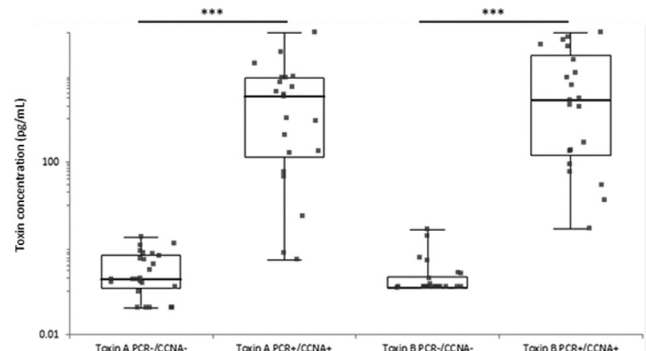 ***
***
Toxin concentration (pg/mL)
100
0.01
Toxin A PCR-/CCNA-
Toxin A PCR+/CCNA+
Toxin B PCR-/CCNA-
Toxin B PCR+/CCNA+